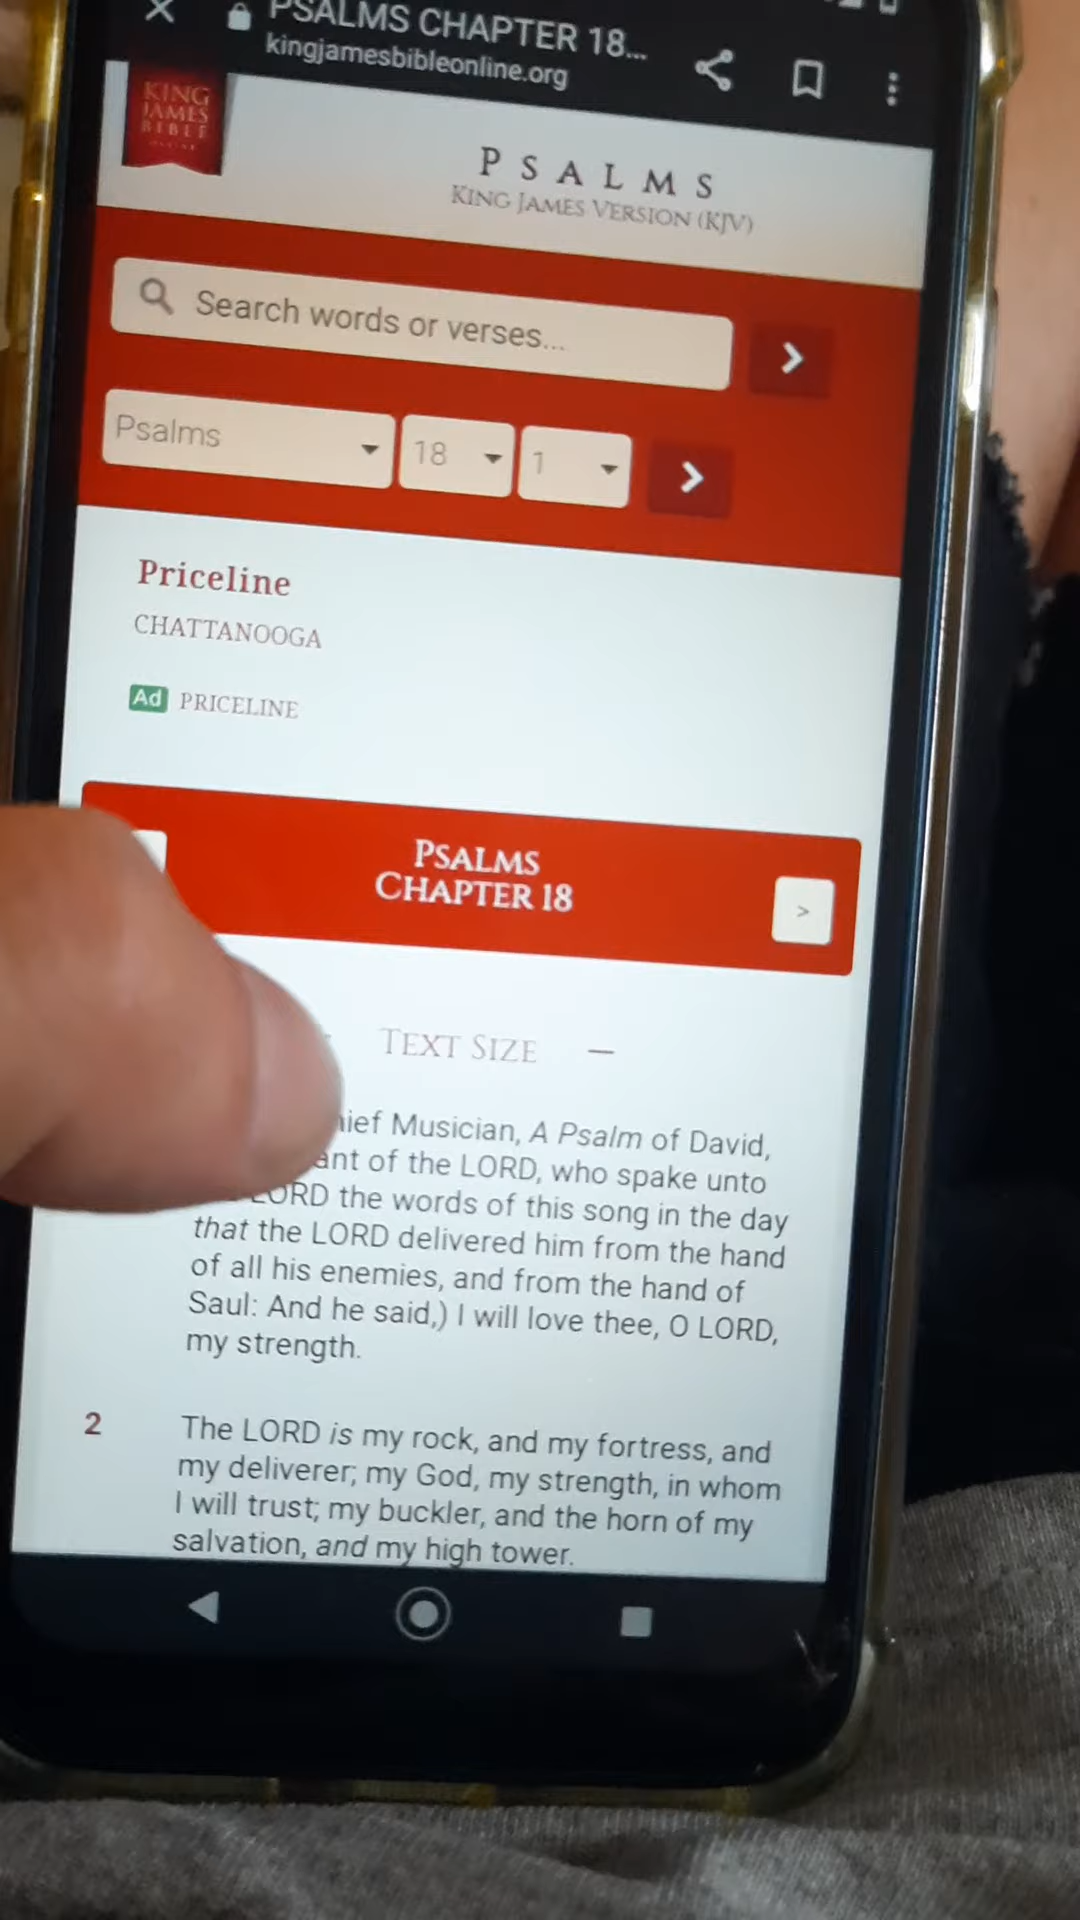 PSALMS CHAPTER 18...
kingjamesbibleonline.org
KING
JAMES
BIBLE
PSALMS
KING JAMES VERSION (KJV)
Search words or verses...
Psalms 18 1
Priceline
CHATTANOOGA
Ad PRICELINE
PSALMS
CHAPTER 18
>
TEXT SIZE —
hief Musician, A Psalm of David,
ant of the LORD, who spake unto
LORD the words of this song in the day
that the LORD delivered him from the hand
of all his enemies, and from the hand of
Saul: And he said,) I will love thee, O LORD,
my strength.
2 The LORD is my rock, and my fortress, and
my deliverer; my God, my strength, in whom
I will trust; my buckler, and the horn of my
salvation, and my high tower.